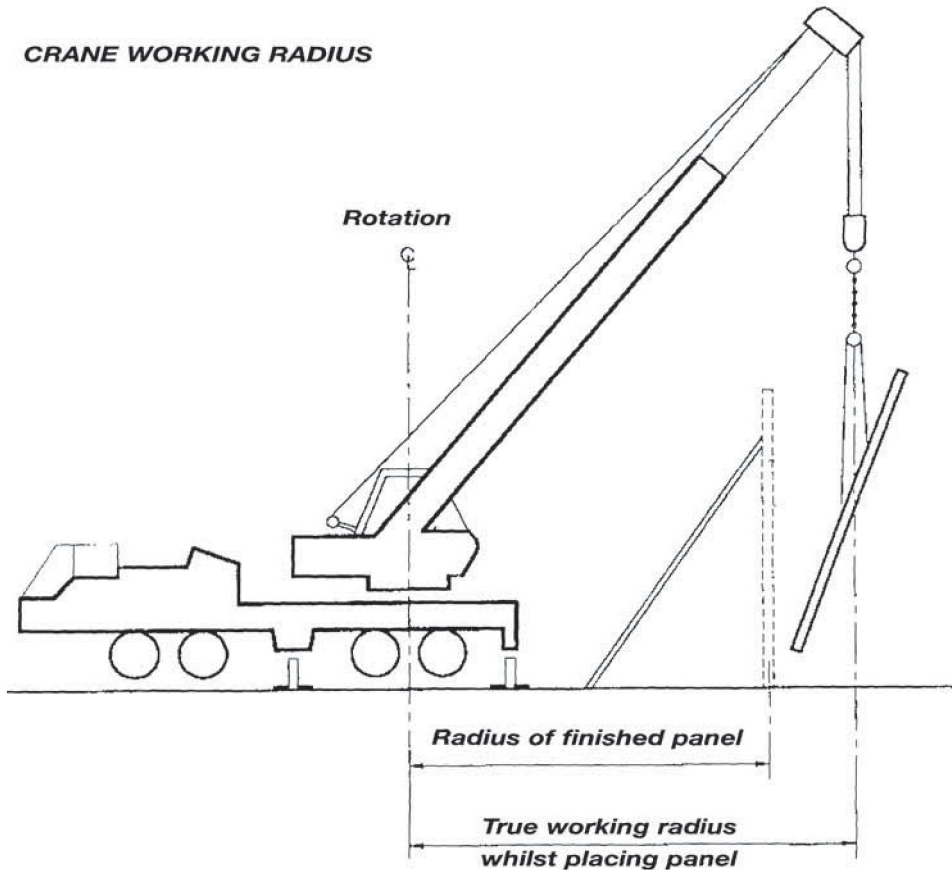 CRANE WORKING RADIUS
Rotation
℄
Radius of finished panel
True working radius
whilst placing panel